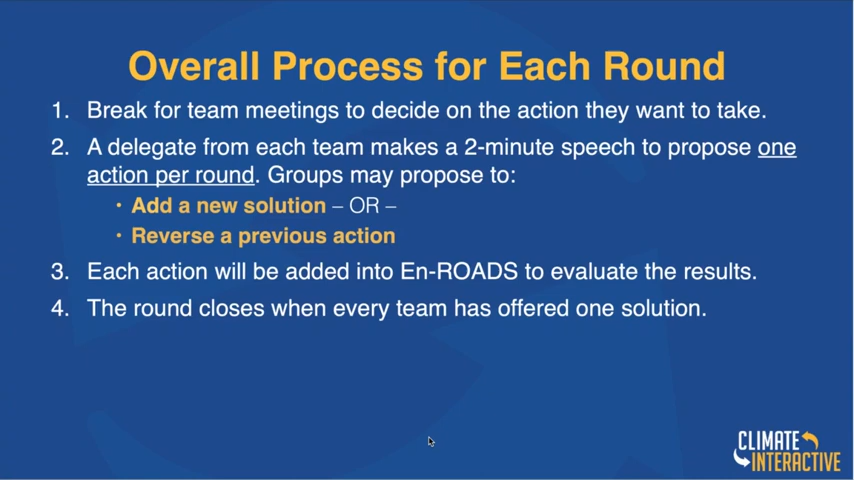 Overall Process for Each Round
1. Break for team meetings to decide on the action they want to take.
2. A delegate from each team makes a 2-minute speech to propose one
action per round. Groups may propose to:
• Add a new solution – OR –
• Reverse a previous action
3. Each action will be added into En-ROADS to evaluate the results.
4. The round closes when every team has offered one solution.
CLIMATE
INTERACTIVE